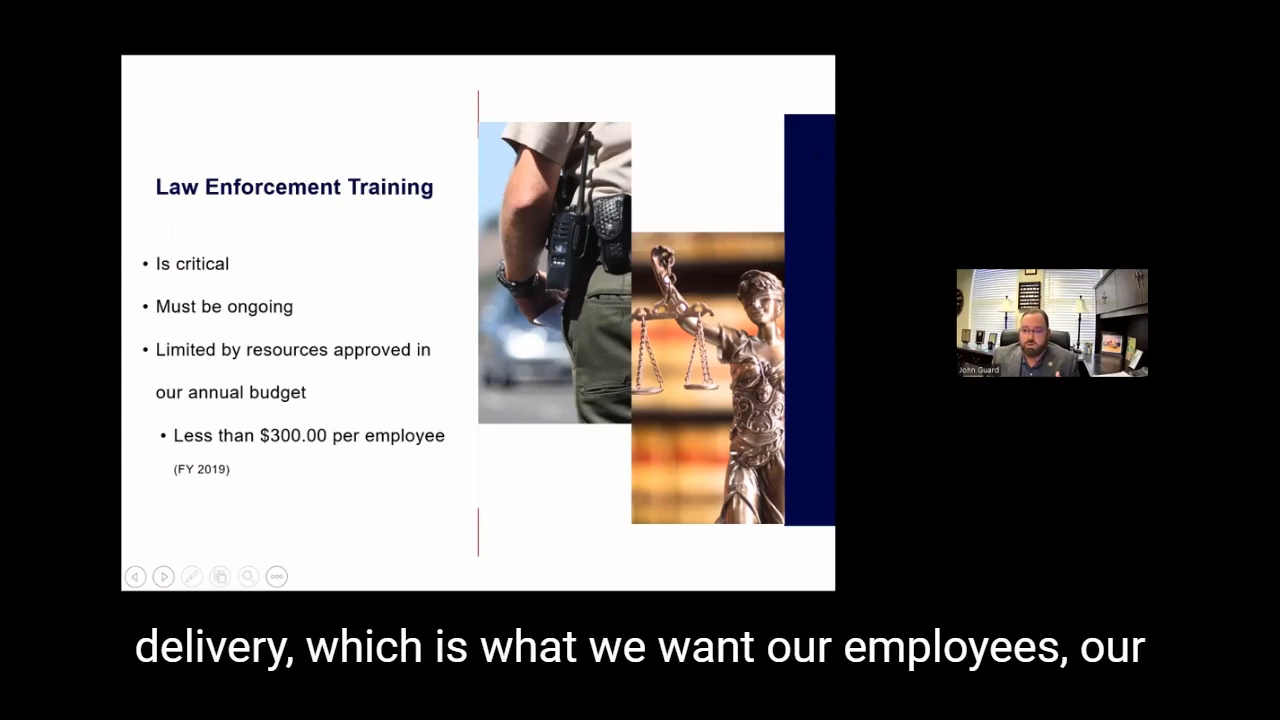 Law Enforcement Training
• Is critical
• Must be ongoing
• Limited by resources approved in
our annual budget
• Less than $300.00 per employee
(FY 2019)
John Guard
delivery, which is what we want our employees, our